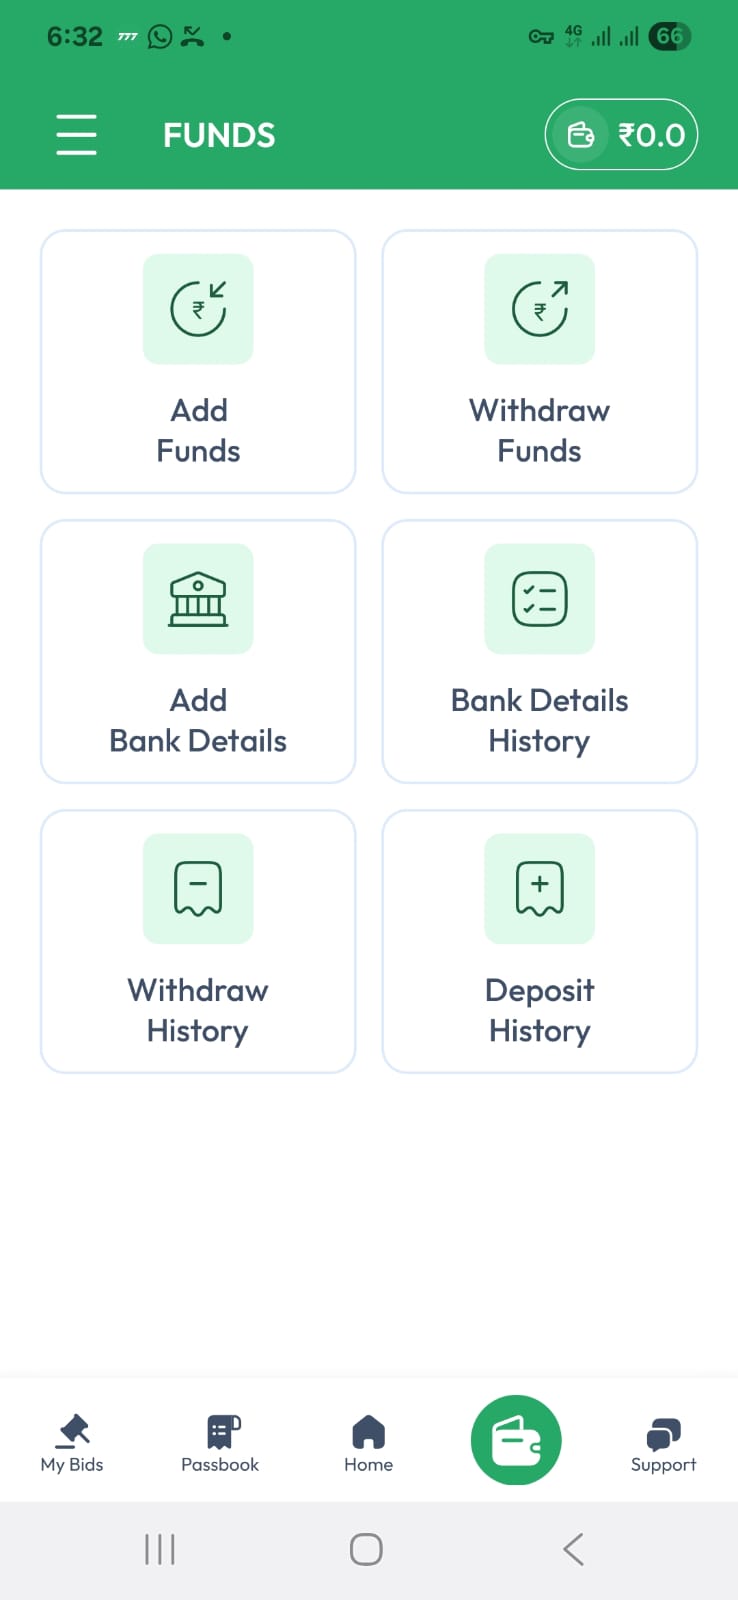 6:32 777 4G 66
FUNDS ₹0.0
₹ ₹
Add Withdraw
Funds Funds
Add Bank Details
Bank Details History
Withdraw Deposit
History History
My Bids Passbook Home Support